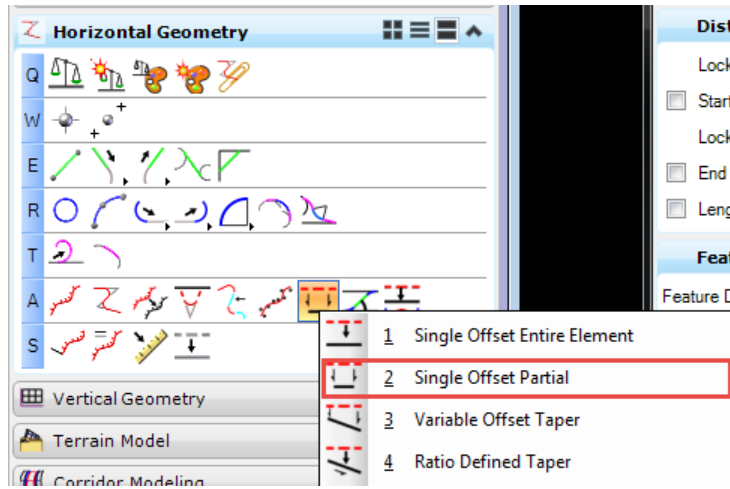 Horizontal Geometry
Q
W
E
R
T
A
S
Vertical Geometry
Terrain Model
Corridor Modeling
1 Single Offset Entire Element
2 Single Offset Partial
3 Variable Offset Taper
4 Ratio Defined Taper
Dist
Lock
Start
Lock
End
Leng
Feat
Feature D